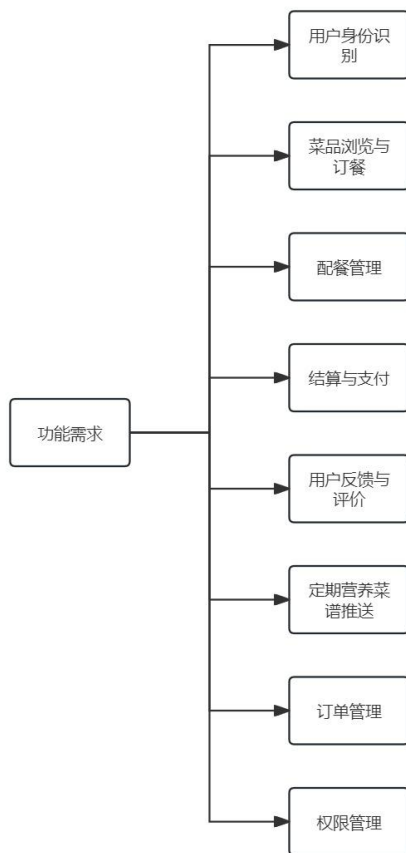 用户身份识
别
菜品浏览与
订餐
配餐管理
结算与支付
功能需求
用户反馈与
评价
定期营养菜
谱推送
订单管理
权限管理